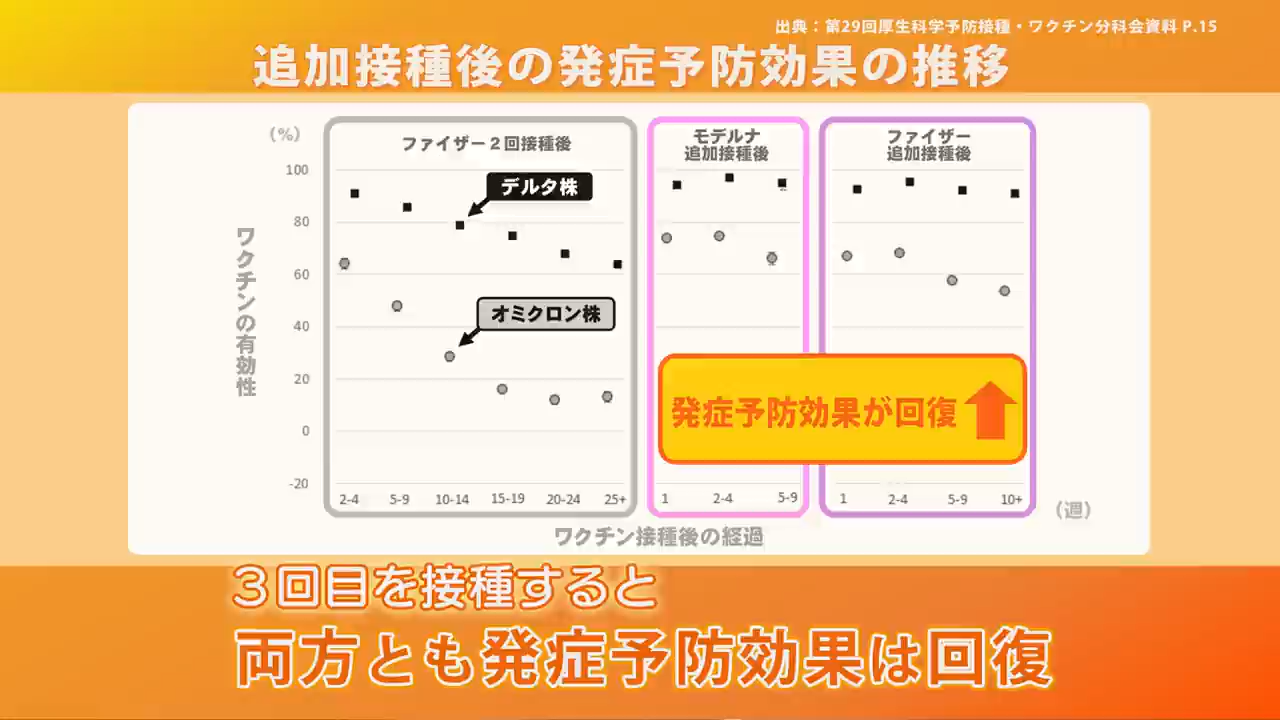 出典：第29回厚生科学予防接種・ワクチン分科会資料 P.15
追加接種後の発症予防効果の推移
（%）
ファイザー２回接種後
モデルナ
追加接種後
ファイザー
追加接種後
100
80
60
40
20
0
-20
ワクチンの有効性
デルタ株
オミクロン株
発症予防効果が回復
2-4 5-9 10-14 15-19 20-24 25+
1 2-4 5-9
1 2-4 5-9 10+
（週）
ワクチン接種後の経過
３回目を接種すると
両方とも発症予防効果は回復